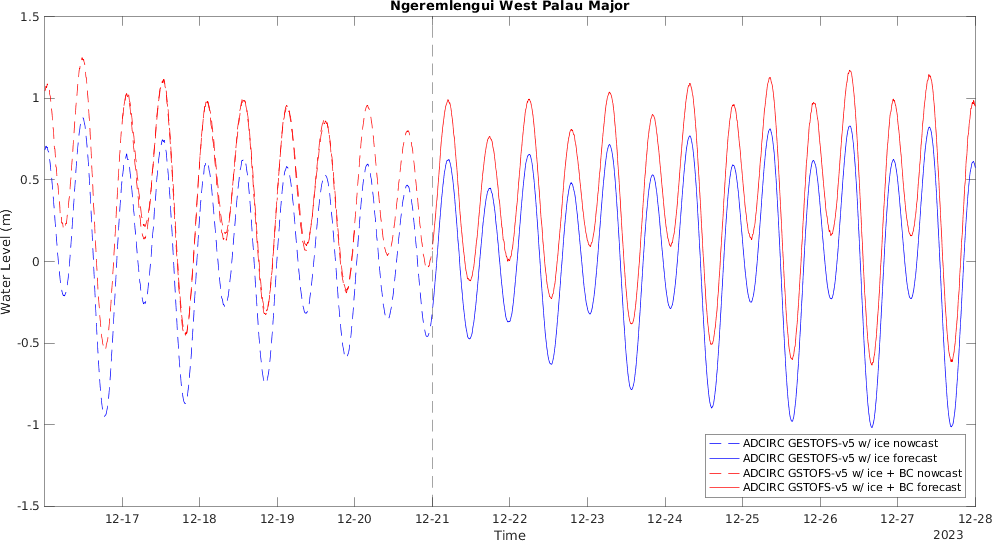 Ngeremlengui West Palau Major
1.5
1
0.5
0
-0.5
-1
-1.5
Water Level (m)
ADCIRC GESTOFS-v5 w/ ice nowcast
ADCIRC GESTOFS-v5 w/ ice forecast
ADCIRC GSTOFS-v5 w/ ice + BC nowcast
ADCIRC GSTOFS-v5 w/ ice + BC forecast
12-17 12-18 12-19 12-20 12-21 12-22 12-23 12-24 12-25 12-26 12-27 12-28
Time
2023